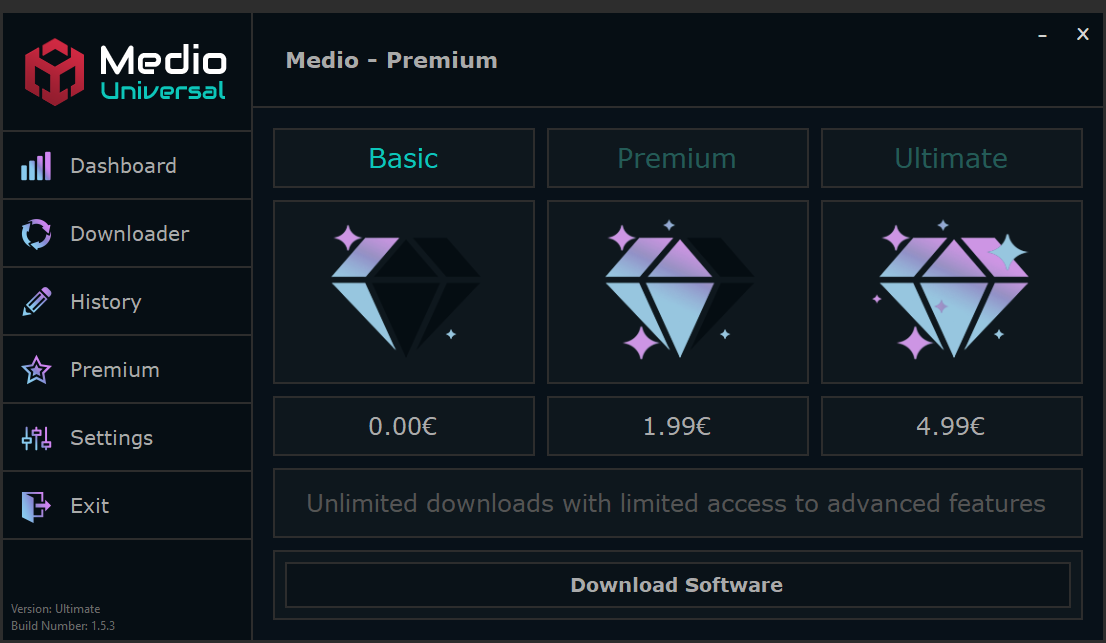 Medio
Universal
Medio - Premium
Dashboard
Downloader
History
Premium
Settings
Exit
Version: Ultimate
Build Number: 1.5.3
Basic
Premium
Ultimate
0.00€
1.99€
4.99€
Unlimited downloads with limited access to advanced features
Download Software